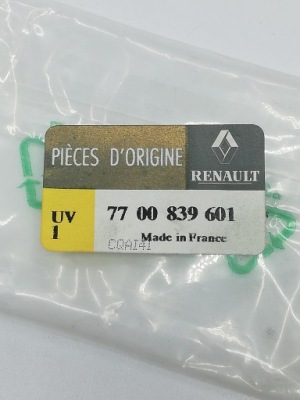 PIÈCES D'ORIGINE
RENAULT
UV 77 00 839 601
1 Made in France
CQAI41